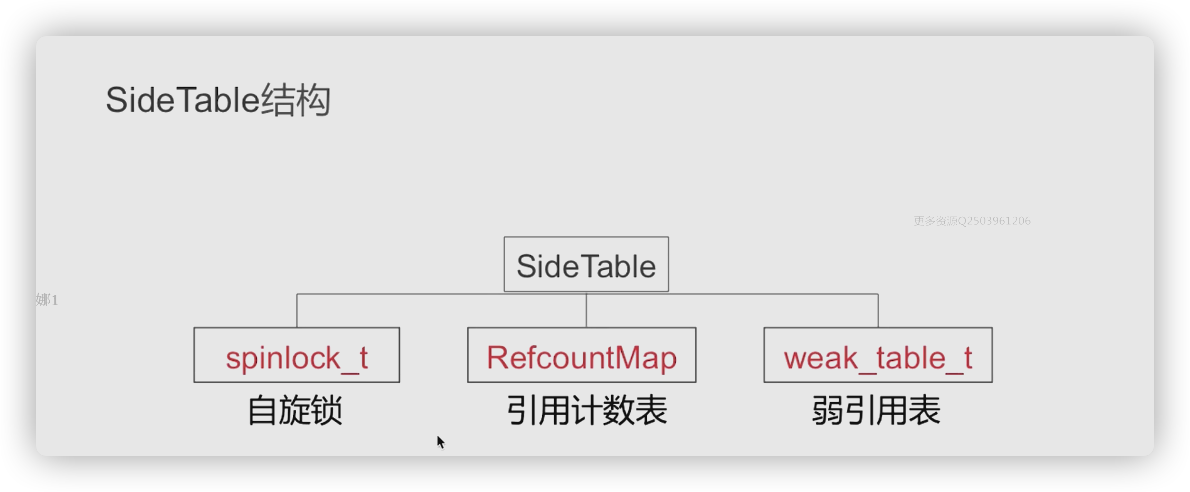 SideTable结构
更多资源Q2503961206
SideTable
娜1
spinlock_t
RefcountMap
weak_table_t
自旋锁
引用计数表
弱引用表